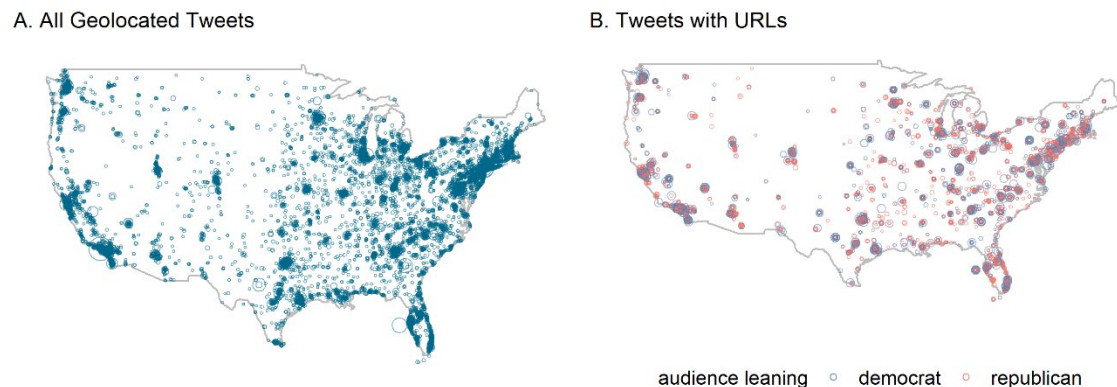 A. All Geolocated Tweets
B. Tweets with URLs
audience leaning democrat republican